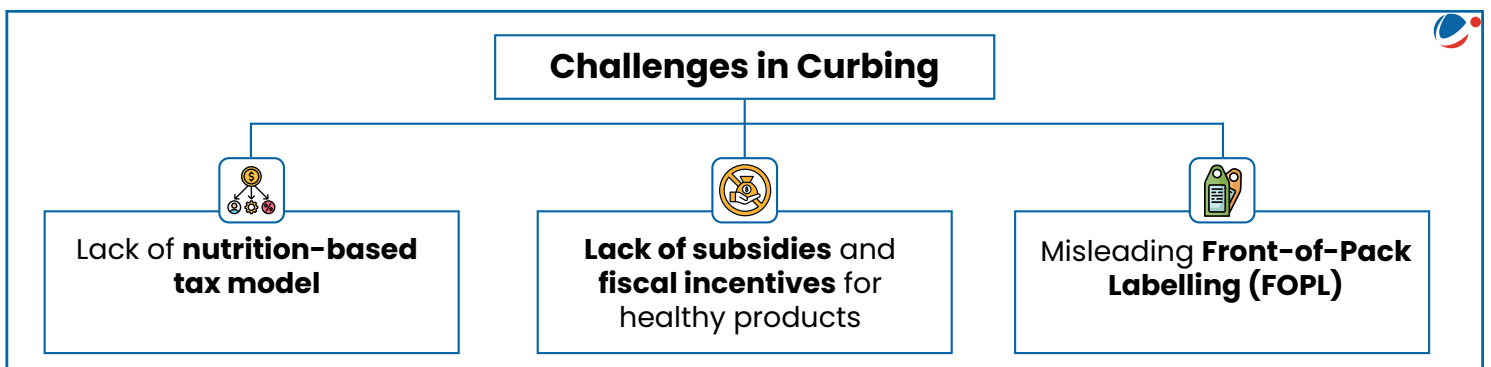 Challenges in Curbing
Lack of nutrition-based
tax model
Lack of subsidies and
fiscal incentives for
healthy products
Misleading Front-of-Pack
Labelling (FOPL)